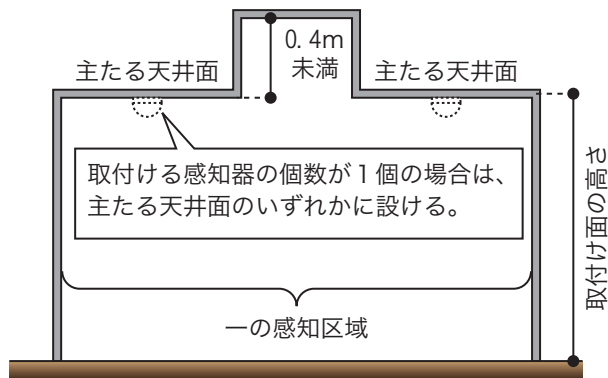 0.4m
未満
主たる天井面
主たる天井面
取付ける感知器の個数が1個の場合は、
主たる天井面のいずれかに設ける。
取付け面の高さ
一の感知区域